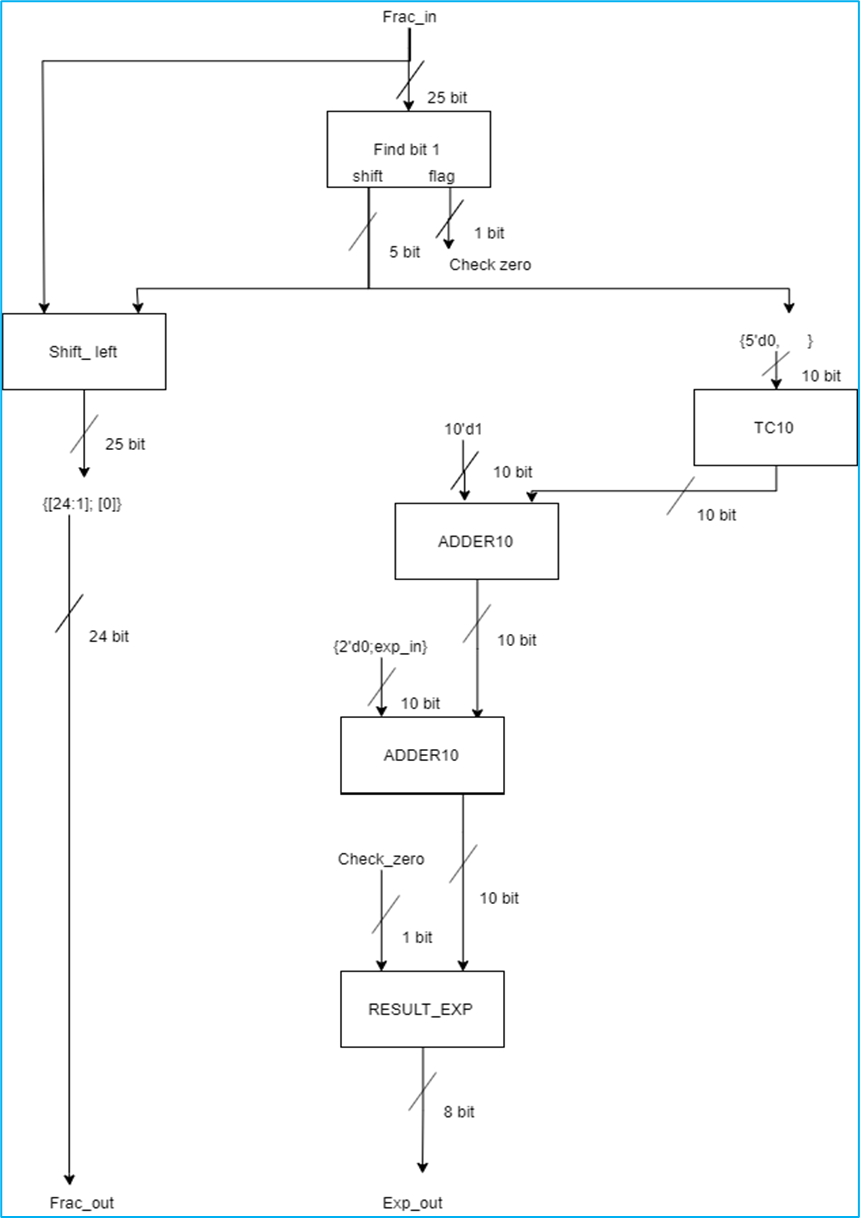 Frac_in
25 bit
Find bit 1
shift flag
1 bit
5 bit
Check zero
{5'd0, }
Shift_ left
10 bit
TC10
10'd1
25 bit
10 bit
{[24:1]; [0]}
10 bit
ADDER10
24 bit
10 bit
{2'd0;exp_in}
10 bit
ADDER10
Check_zero
10 bit
1 bit
RESULT_EXP
8 bit
Frac_out
Exp_out